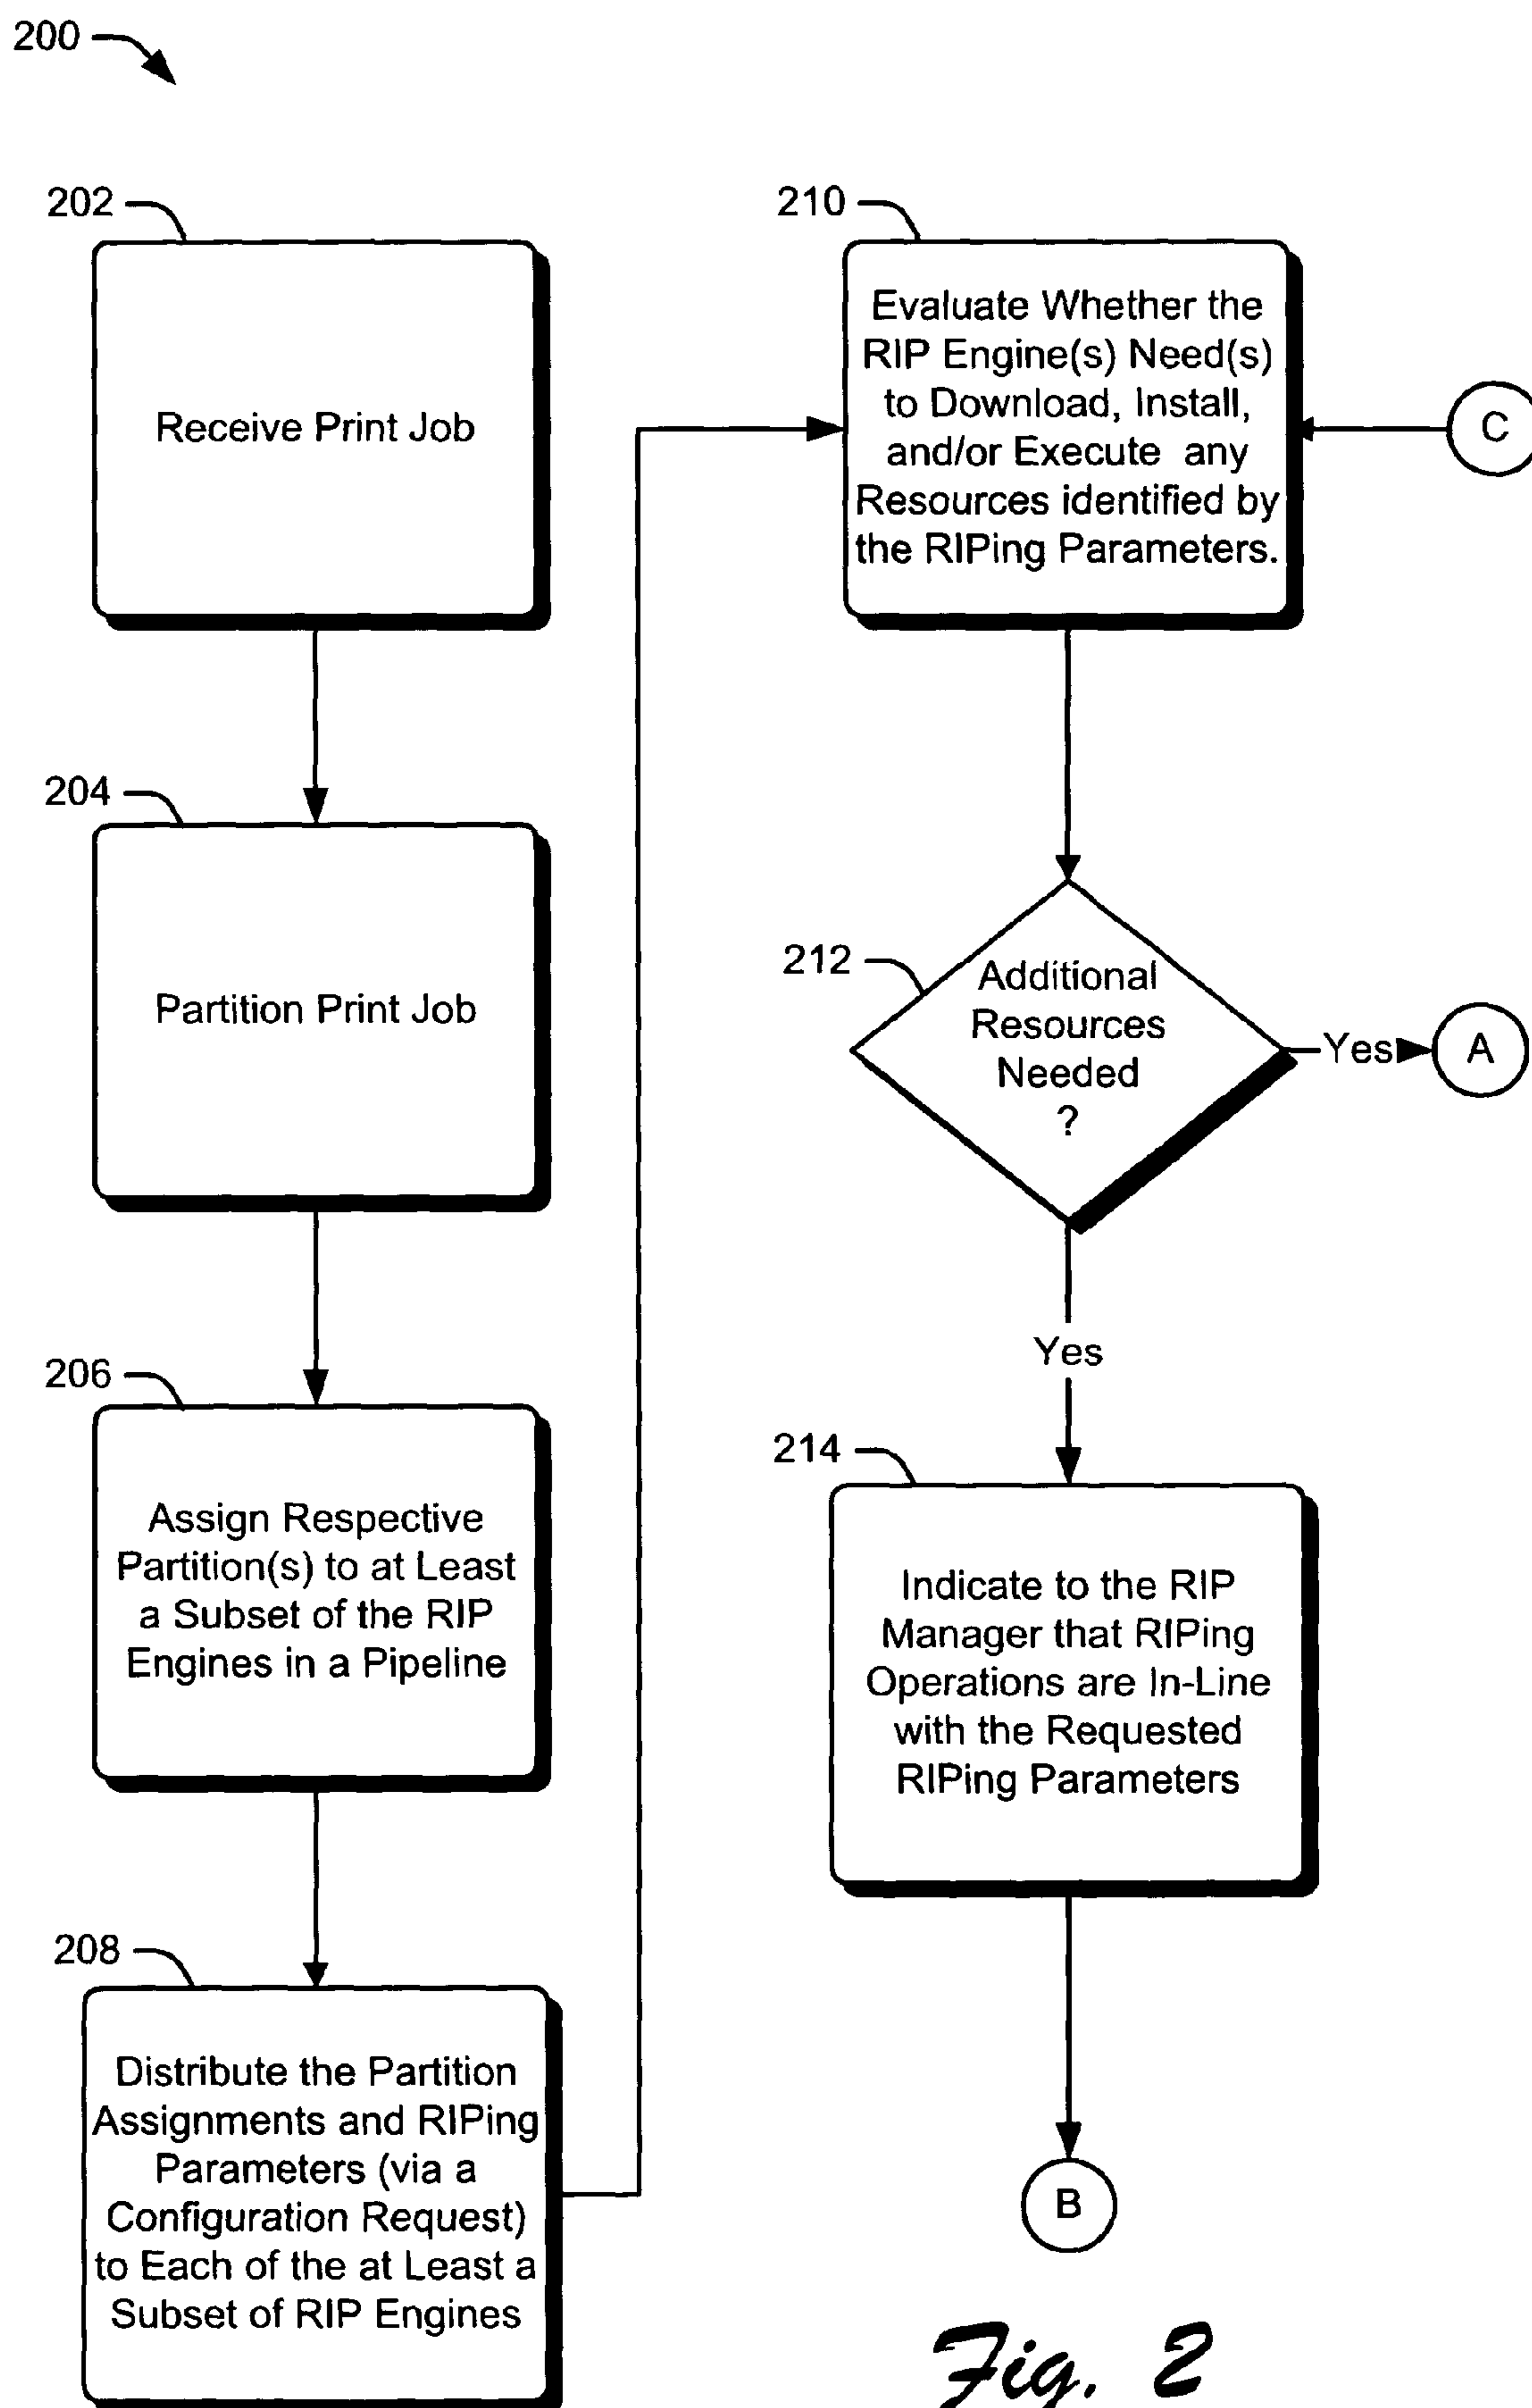 200
202
Receive Print Job
204
Partition Print Job
206
Assign Respective
Partition(s) to at Least
a Subset of the RIP
Engines in a Pipeline
208
Distribute the Partition
Assignments and RIPing
Parameters (via a
Configuration Request)
to Each of the at Least a
Subset of RIP Engines
210
Evaluate Whether the
RIP Engine(s) Need(s)
to Download, Install,
and/or Execute any
Resources identified by
the RIPing Parameters.
C
212
Additional
Resources
Needed
?
Yes
A
Yes
214
Indicate to the RIP
Manager that RIPing
Operations are In-Line
with the Requested
RIPing Parameters
B
Fig. 2